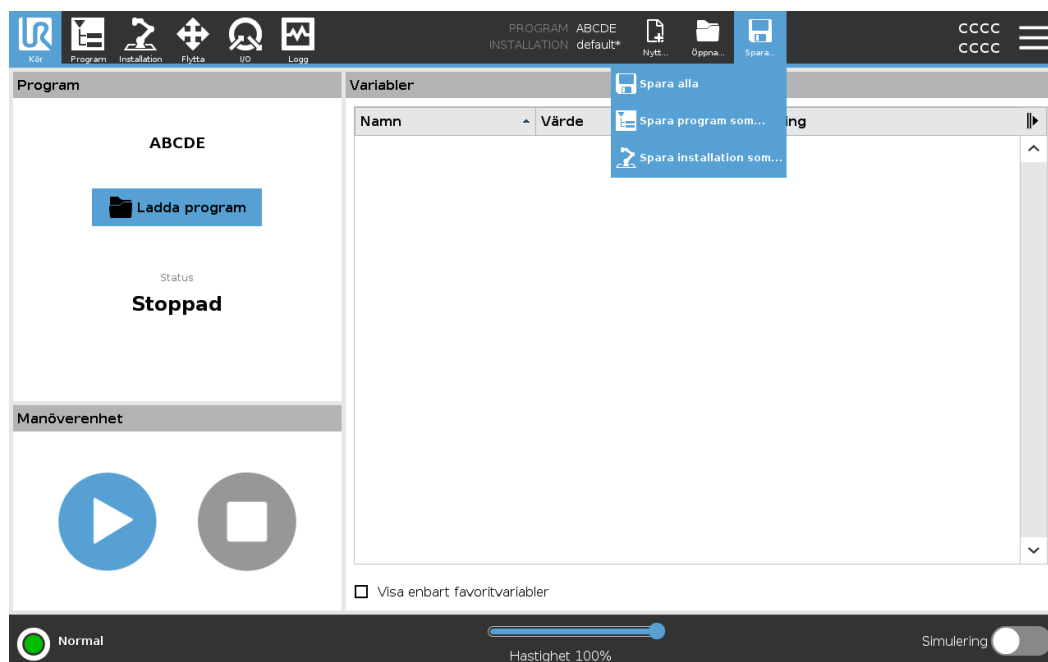 UR
Kör
Program
Installation
Flytta
I/O
Logg
PROGRAM ABCDE
INSTALLATION default*
Nytt...
Öppna...
Spara...
CCCC
CCCC
Spara alla
Spara program som...
Spara installation som...
Program
ABCDE
Ladda program
Status
Stoppad
Manöverenhet
Variabler
Namn
Värde
ing
Visa enbart favoritvariabler
Normal
Hastighet 100%
Simulering